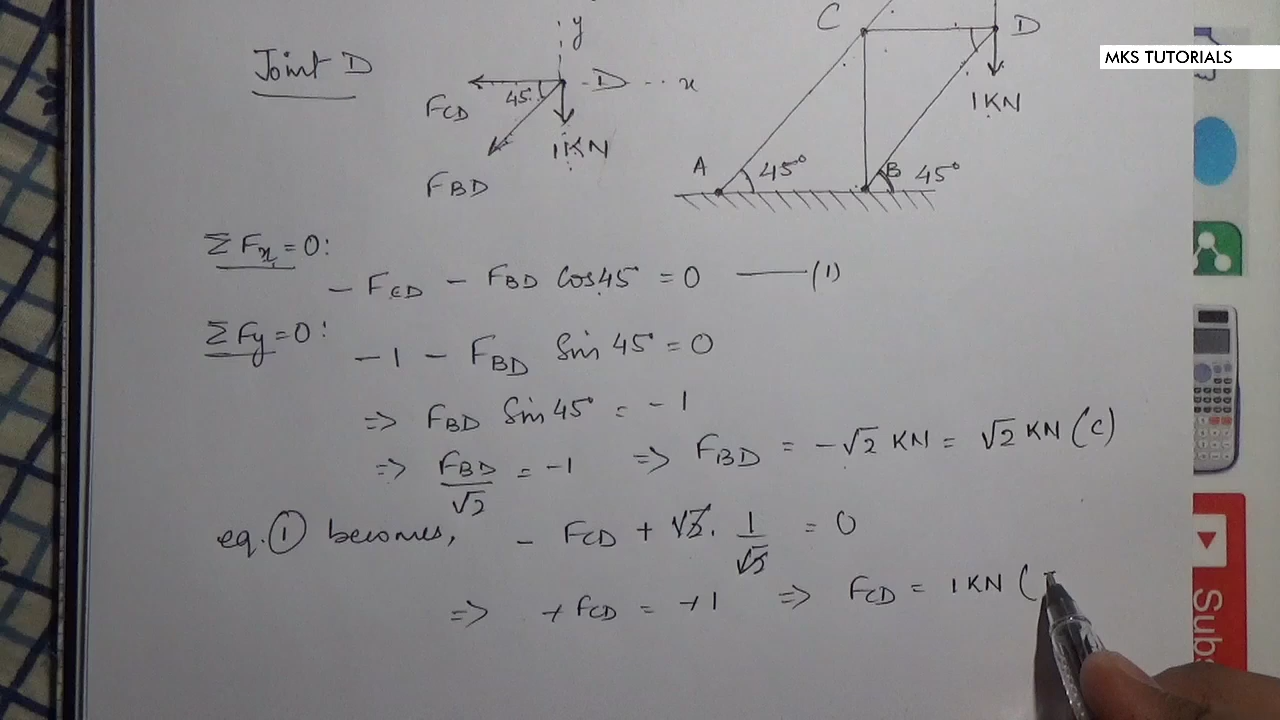 MKS TUTORIALS
Joint D
y
D
x
45°
FCD
1KN
FBD
C
D
1KN
A
45°
B
45°
ΣFx = 0:
- FCD - FBD Cos45° = 0 —— (1)
ΣFy = 0:
- 1 - FBD Sin 45° = 0
=> FBD Sin 45° = - 1
=> FBD/√2 = -1 => FBD = -√2 KN = √2 KN (C)
eq. ① becomes, - FCD + √2 . 1/√2 = 0
=> + FCD = + 1 => FCD = 1 KN (
Subs